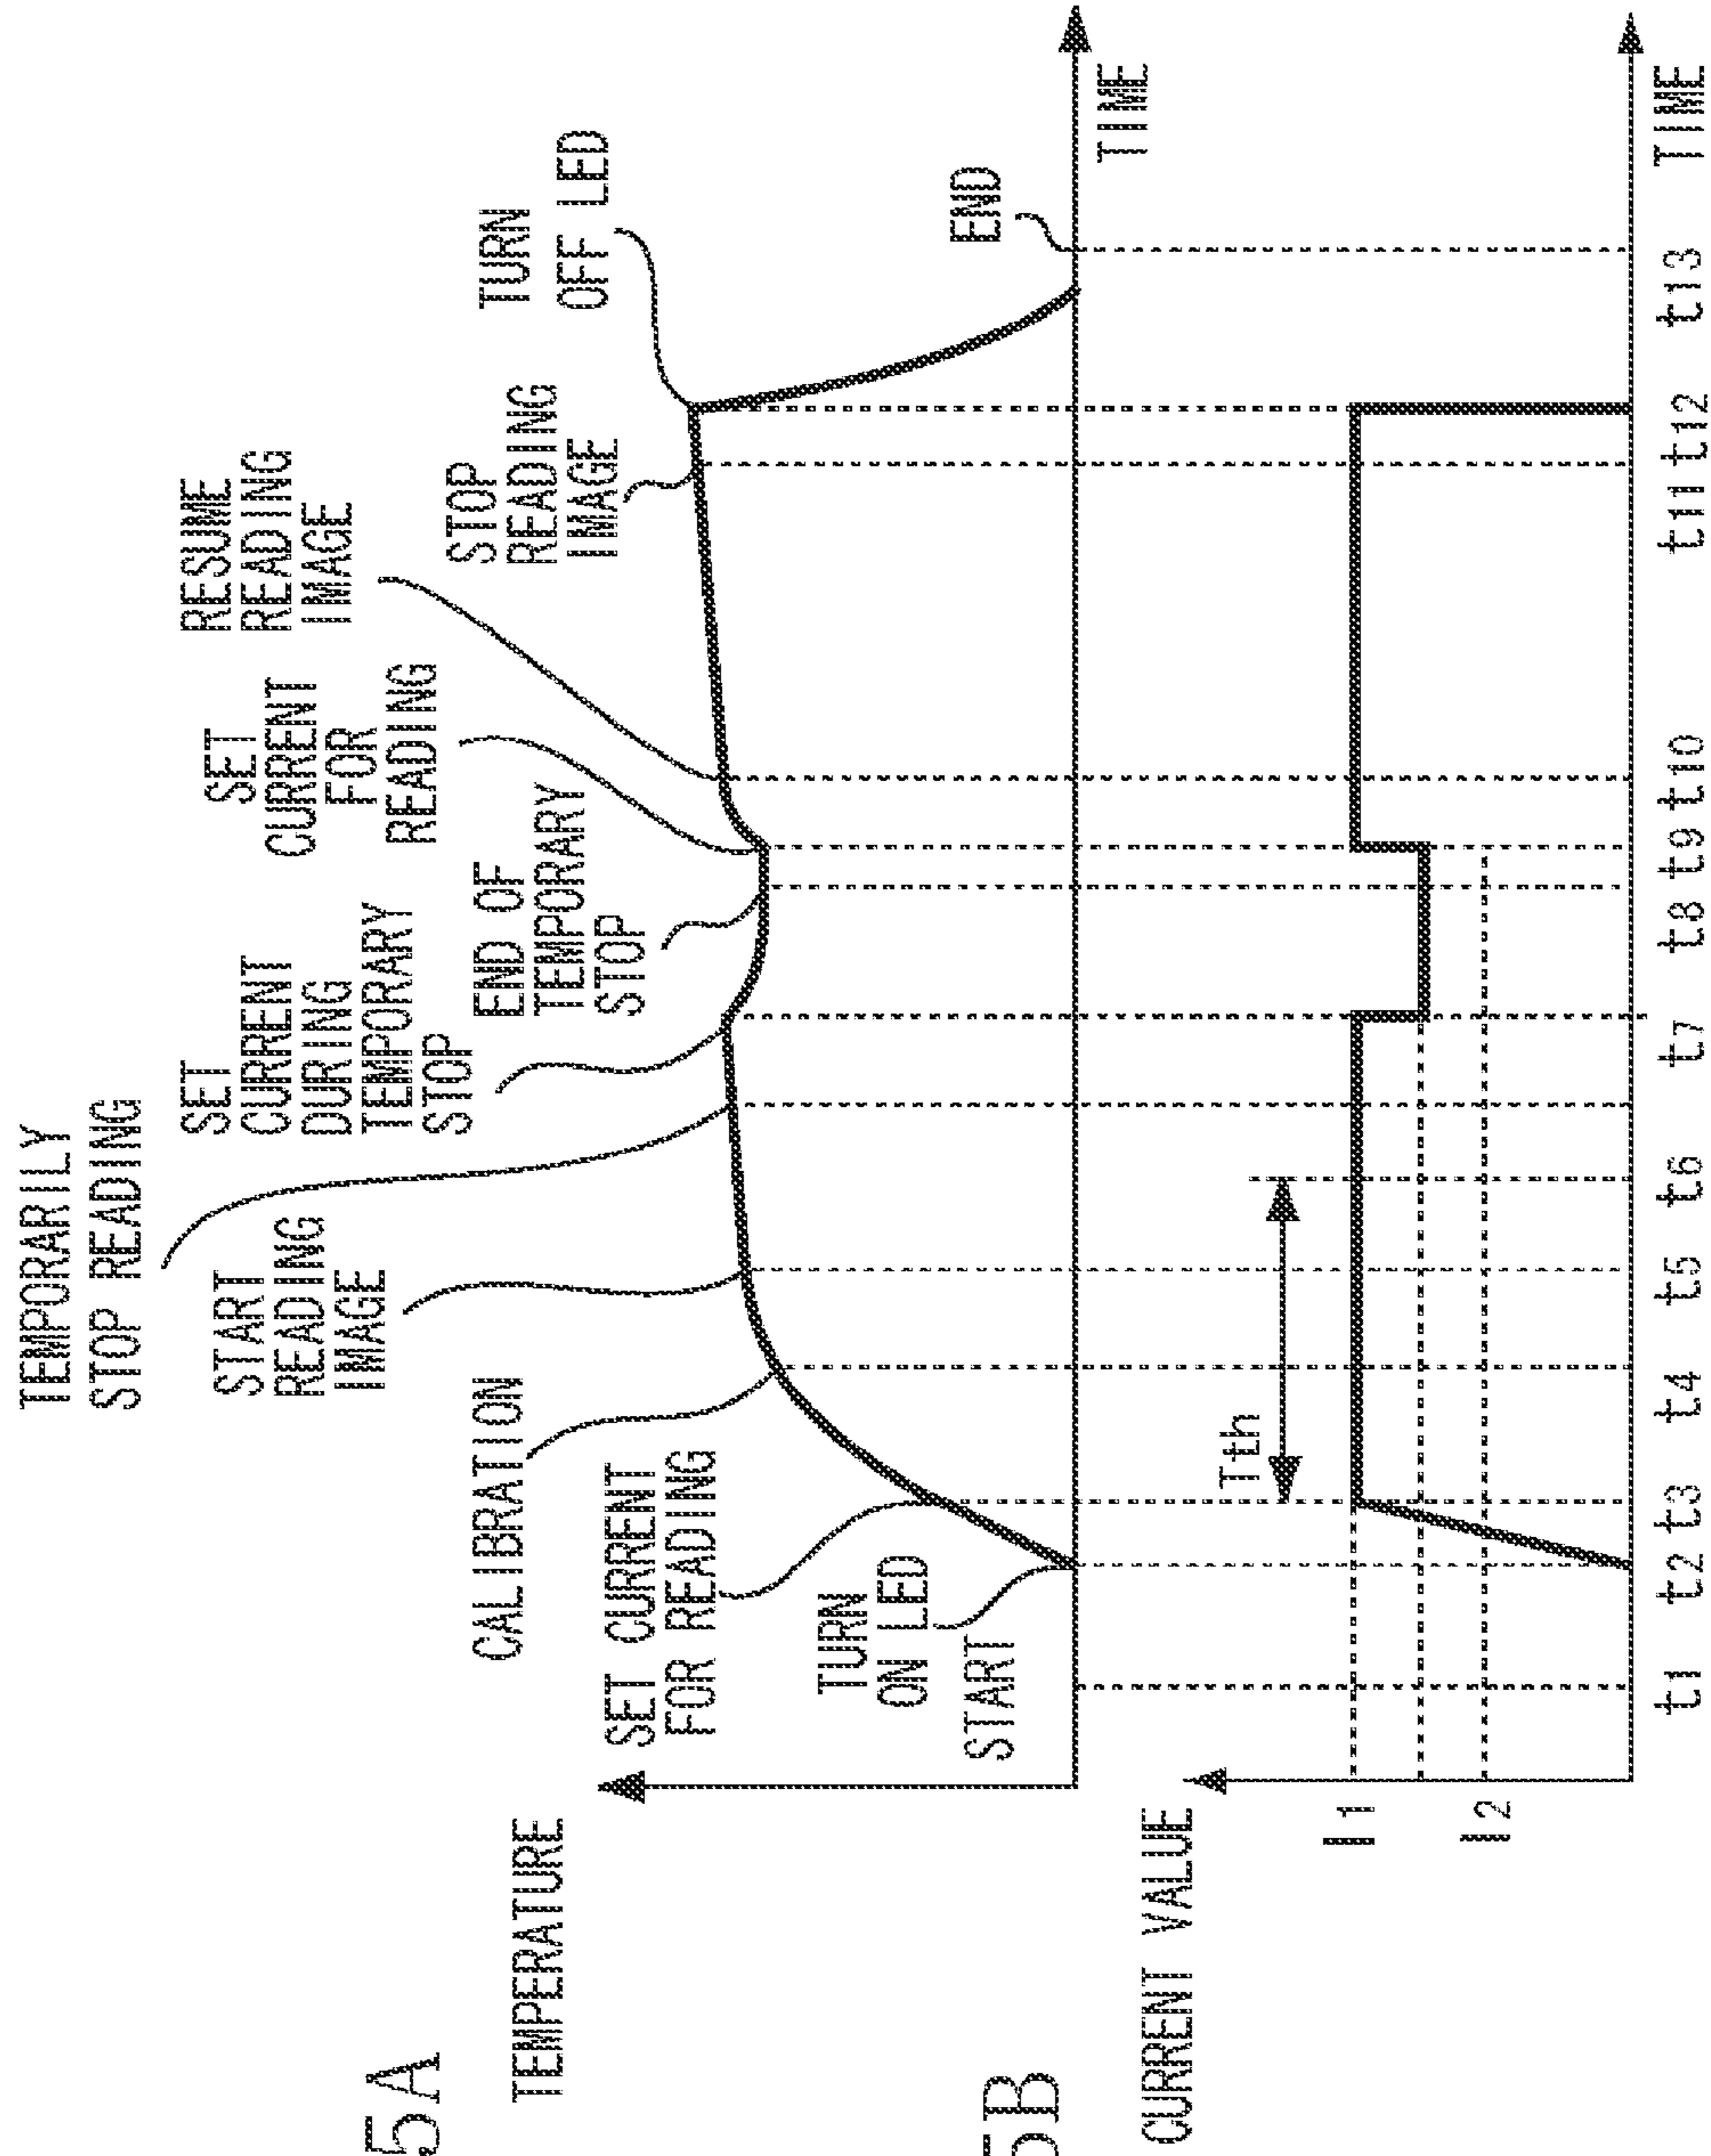 5A
TEMPERATURE
TEMPORARILY
STOP READING
START
READING
IMAGE
CALIBRATION
SET CURRENT
FOR READING
TURN
ON LED
START
SET
CURRENT
DURING
TEMPORARY
STOP
END OF
TEMPORARY
STOP
SET
CURRENT
FOR
READING
RESUME
READING
IMAGE
STOP
READING
IMAGE
TURN
OFF LED
END
TIME
5B
CURRENT VALUE
I1
I2
Tth
t1 t2 t3 t4 t5 t6 t7 t8 t9 t10 t11 t12 t13
TIME